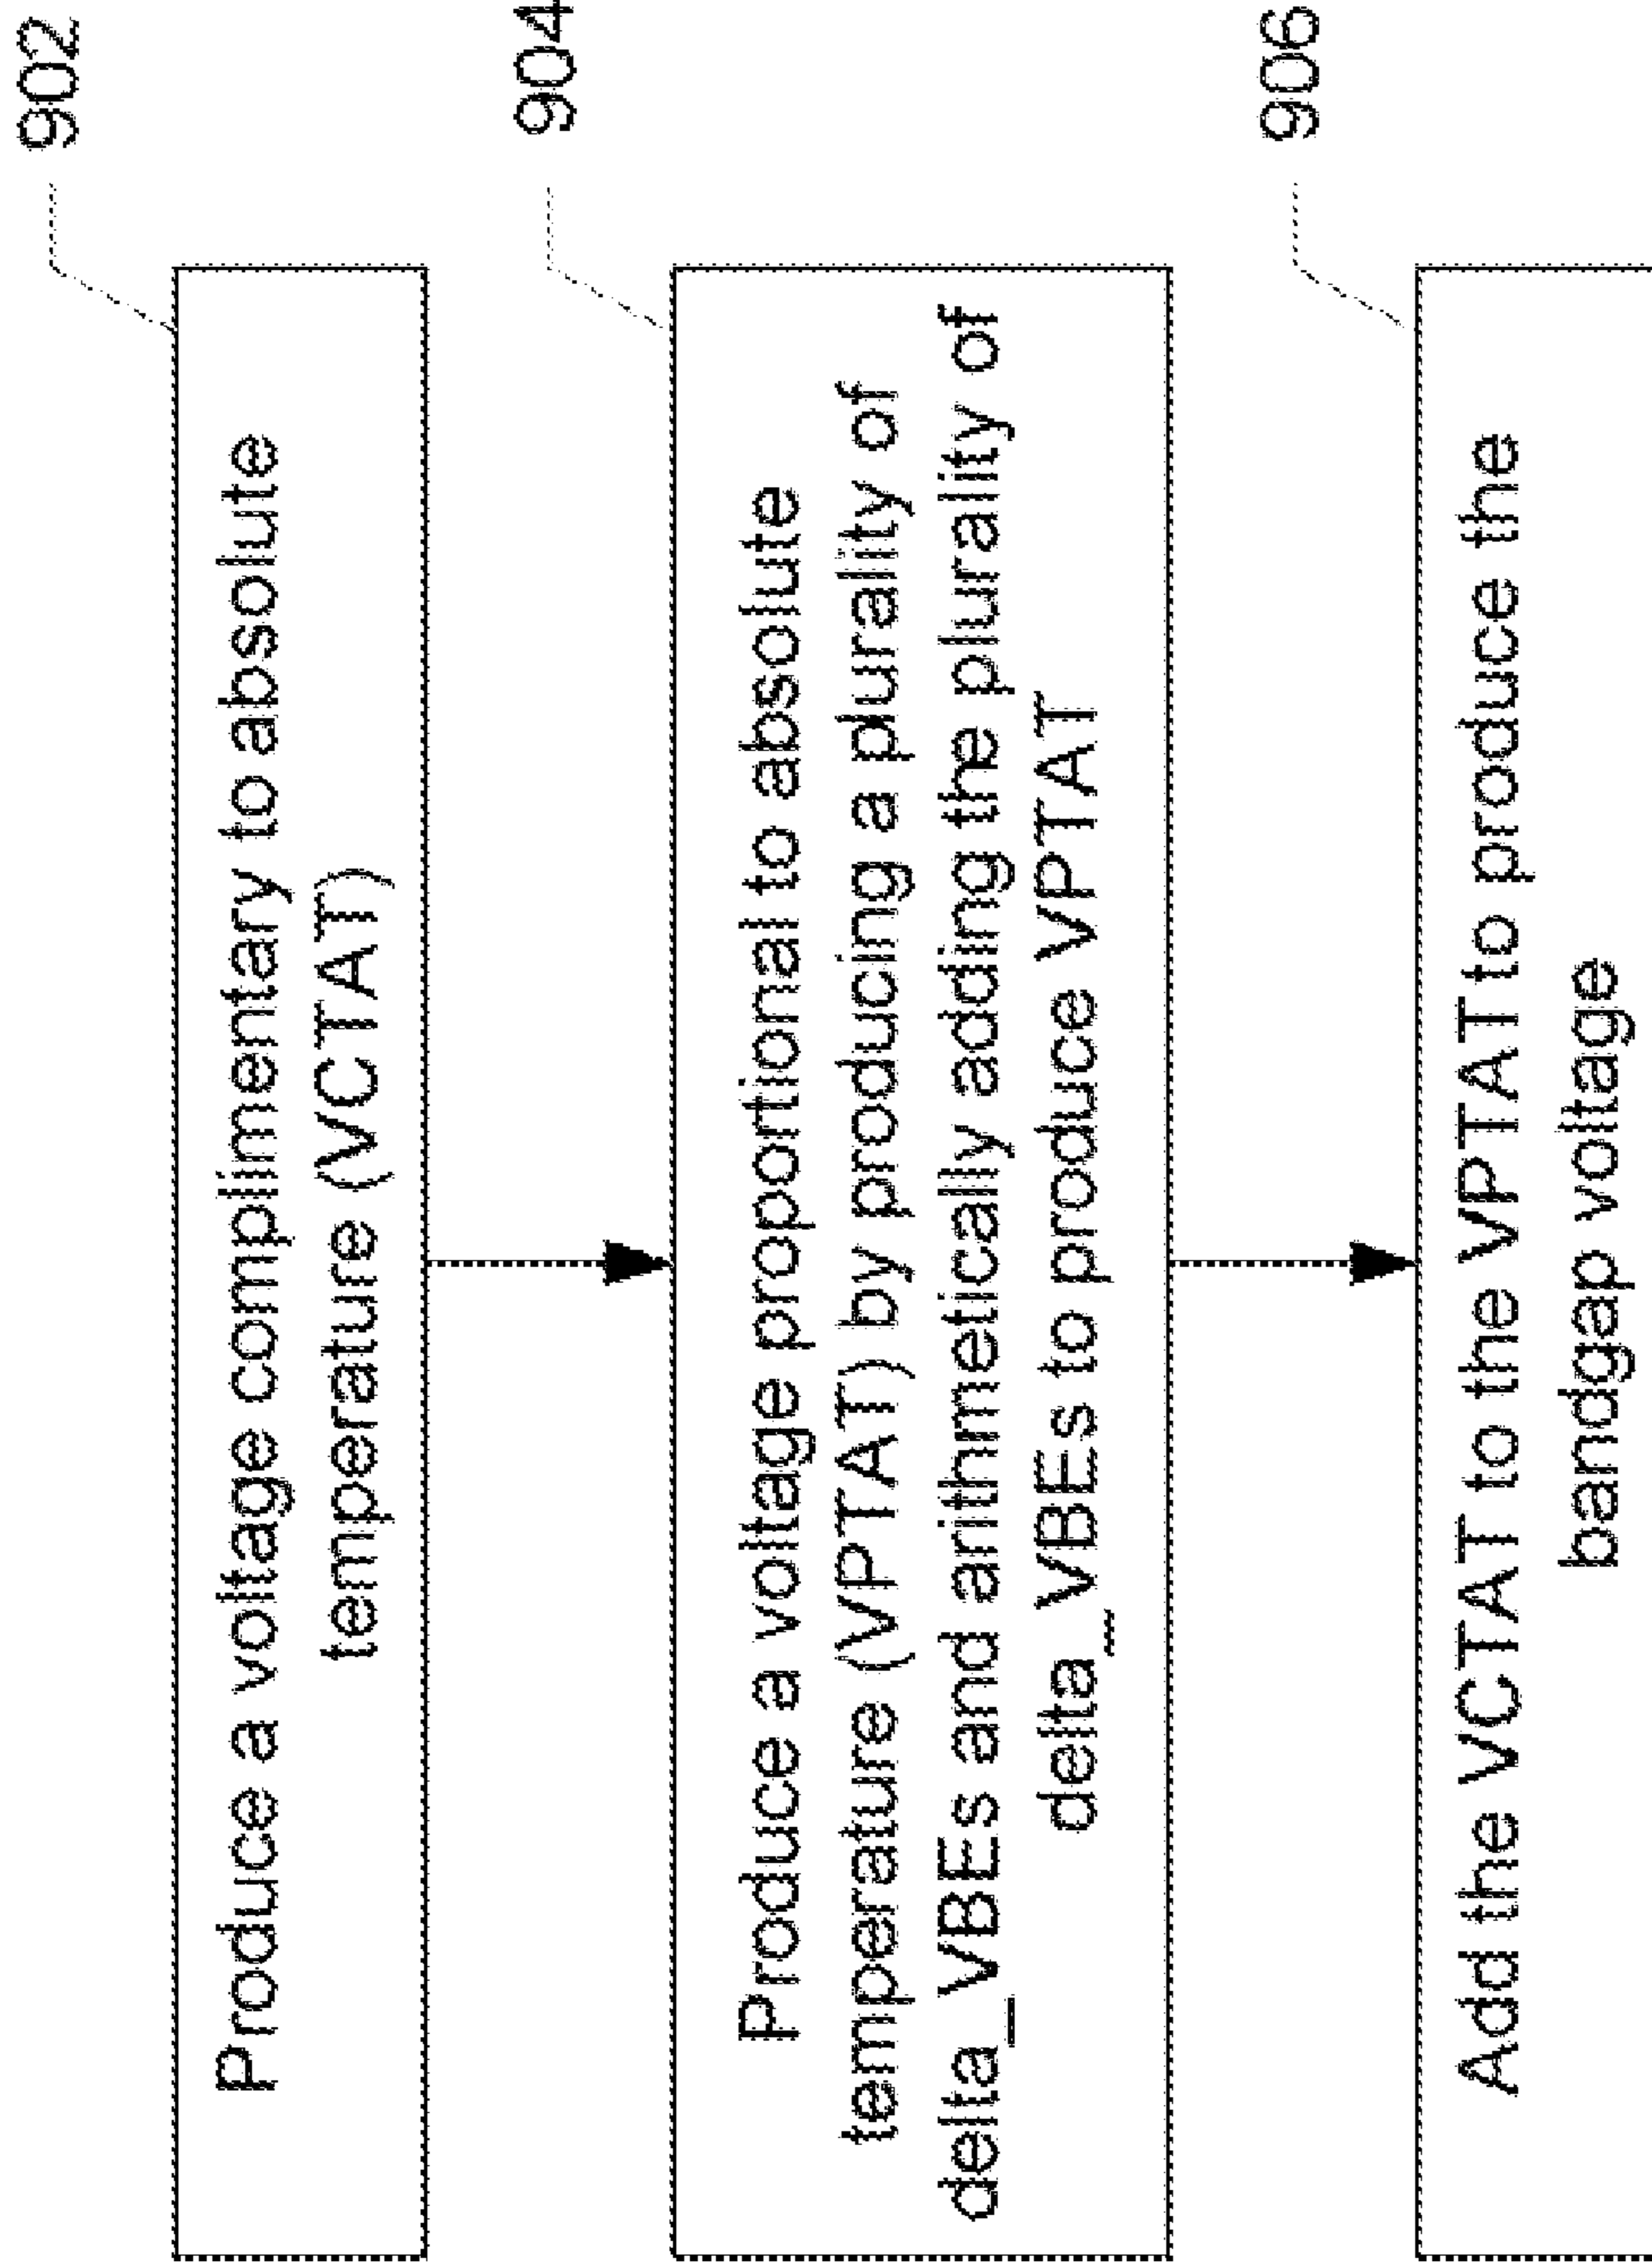 902
Produce a voltage complimentary to absolute
temperature (VCTAT)
904
Produce a voltage proportional to absolute
temperature (VPTAT) by producing a plurality of
delta_VBEs and arithmetically adding the plurality of
delta_VBEs to produce VPTAT
906
Add the VCTAT to the VPTAT to produce the
bandgap voltage